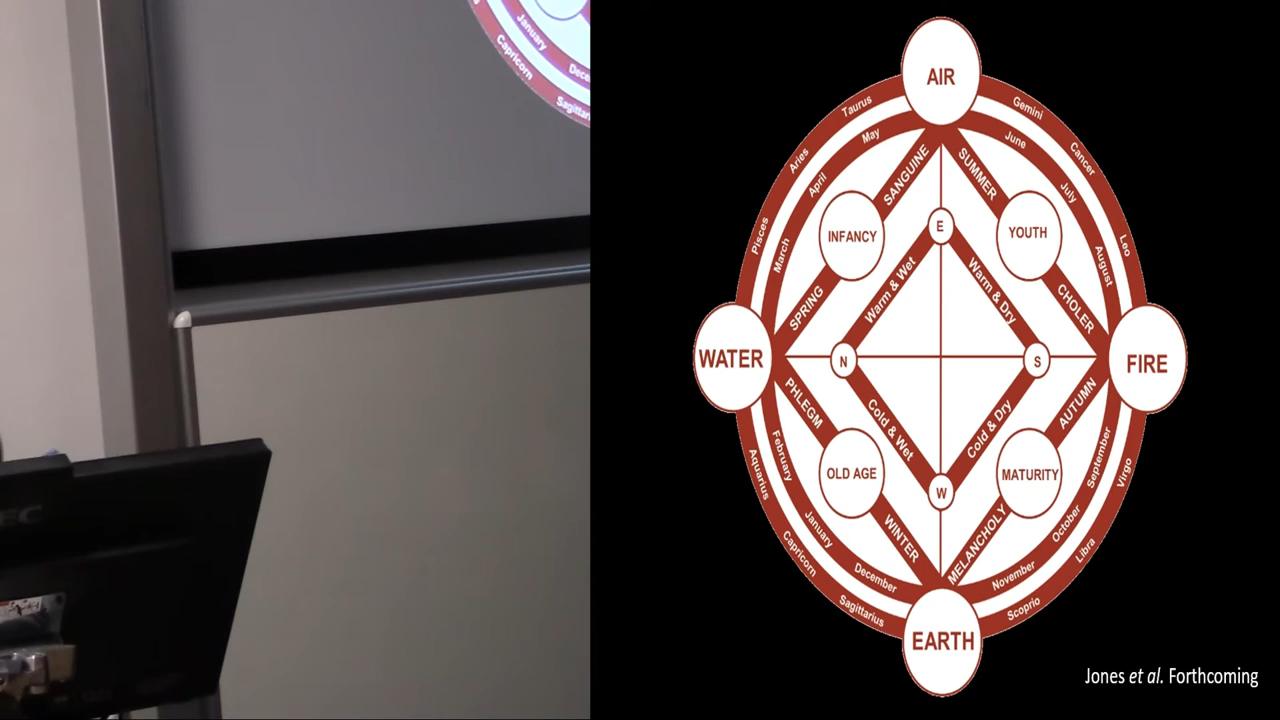 January
Capricorn
AIR
Taurus
Gemini
May
June
Aries
Cancer
SANGUINE
SUMMER
April
July
INFANCY
E
YOUTH
Pisces
Leo
March
August
Warm & Wet
Warm & Dry
SPRING
CHOLER
WATER
N
S
FIRE
PHLEGM
AUTUMN
Cold & Wet
Cold & Dry
February
September
Aquarius
Virgo
OLD AGE
W
MATURITY
January
October
WINTER
MELANCHOLY
Capricorn
Libra
December
November
Sagittarius
Scoprio
EARTH
Jones et al. Forthcoming